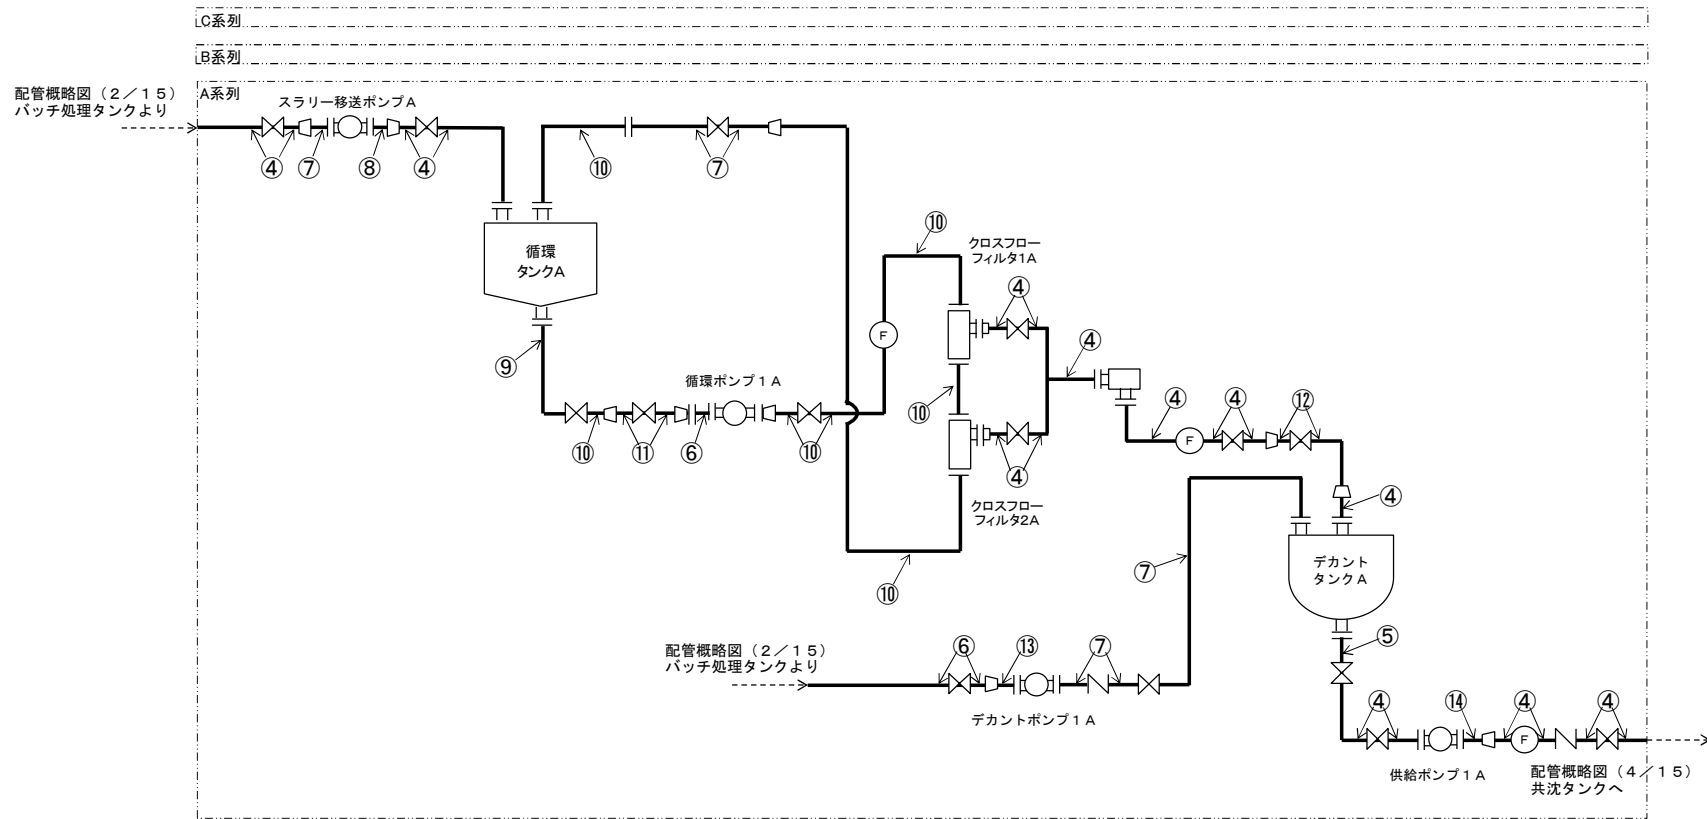 C系列
B系列
A系列
配管概略図（2／15）
バッチ処理タンクより
スラリー移送ポンプA
④
⑦
⑧
④
⑩
⑦
循環
タンクA
⑨
循環ポンプ1A
⑩
⑪
⑥
⑩
F
⑩
クロスフロー
フィルタ1A
④
⑩
④
クロスフロー
フィルタ2A
⑩
④
④
F
④
⑫
④
デカント
タンクA
⑦
⑤
配管概略図（2／15）
バッチ処理タンクより
⑥
⑬
⑦
デカントポンプ1A
④
⑭
④
F
④
供給ポンプ1A
配管概略図（4／15）
共沈タンクへ